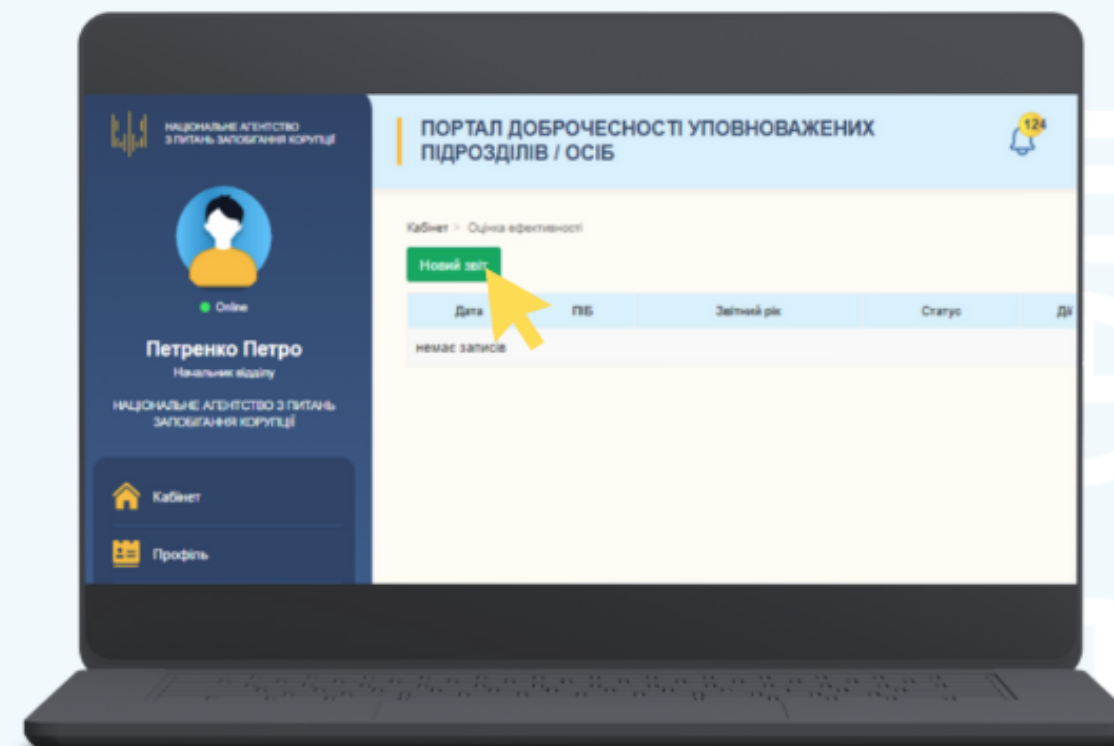 НАЦІОНАЛЬНЕ АГЕНТСТВО
З ПИТАНЬ ЗАПОБІГАННЯ КОРУПЦІЇ
ПОРТАЛ ДОБРОЧЕСНОСТІ УПОВНОВАЖЕНИХ
ПІДРОЗДІЛІВ / ОСІБ
124
Online
Петренко Петро
Начальник відділу
НАЦІОНАЛЬНЕ АГЕНТСТВО З ПИТАНЬ
ЗАПОБІГАННЯ КОРУПЦІЇ
Кабінет
Профіль
Кабінет > Оцінка ефективності
Новий звіт
Дата ПІБ Звітний рік Статус Ді
немає записів